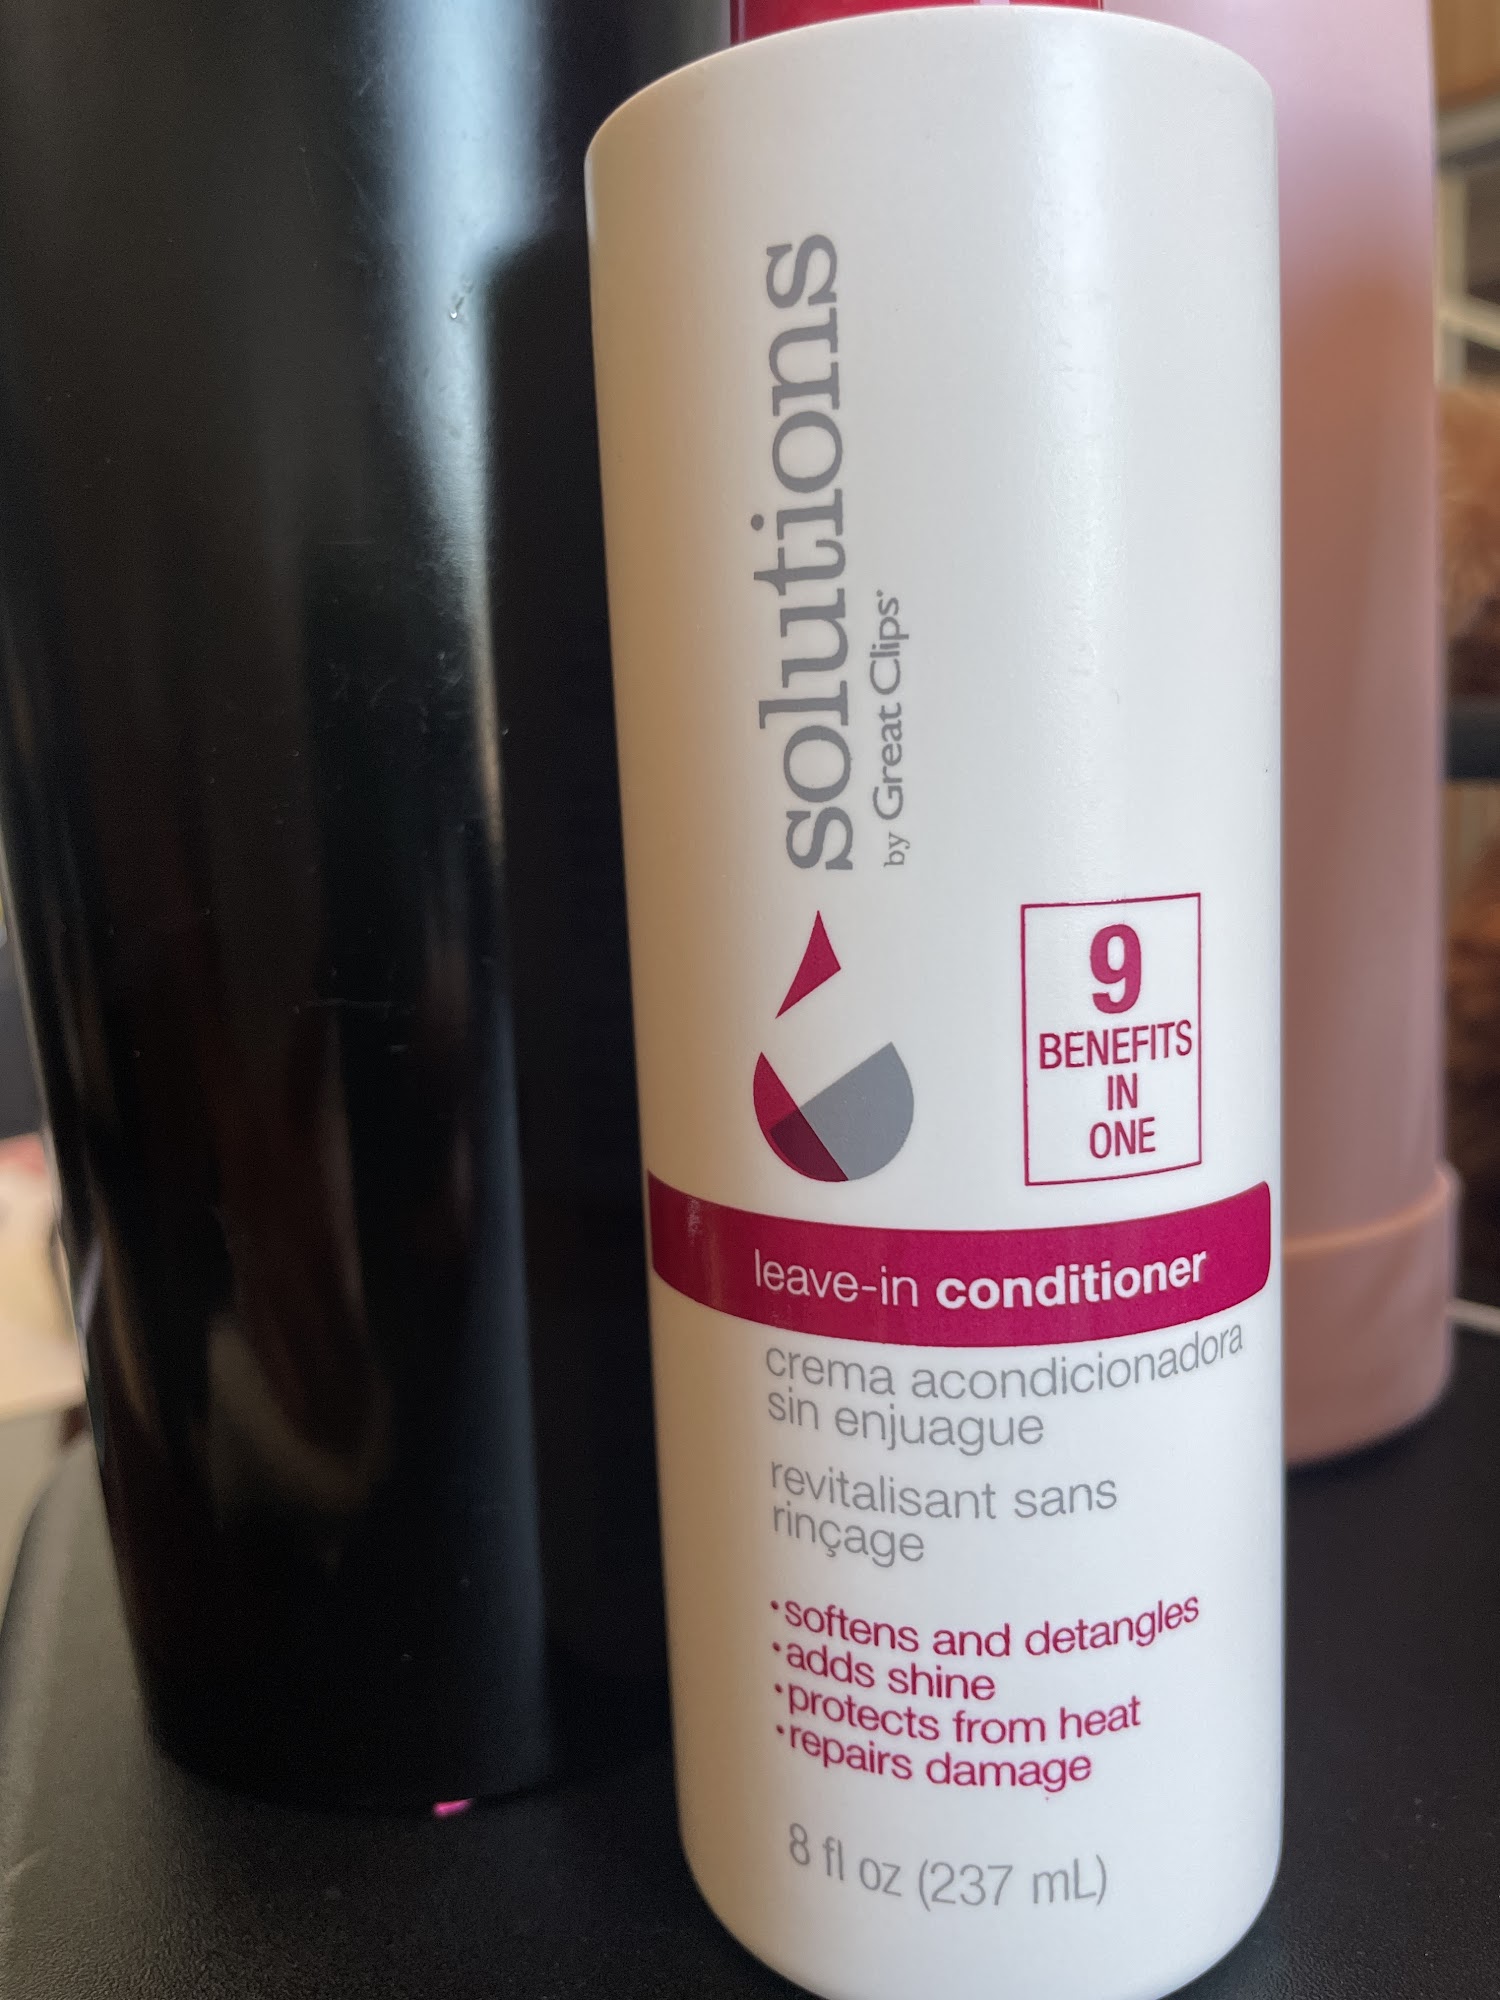 solutions
by Great Clips
9
BENEFITS
IN
ONE
leave-in conditioner
crema acondicionadora
sin enjuague
revitalisant sans
rinçage
•softens and detangles
•adds shine
•protects from heat
•repairs damage
8 fl oz (237 mL)